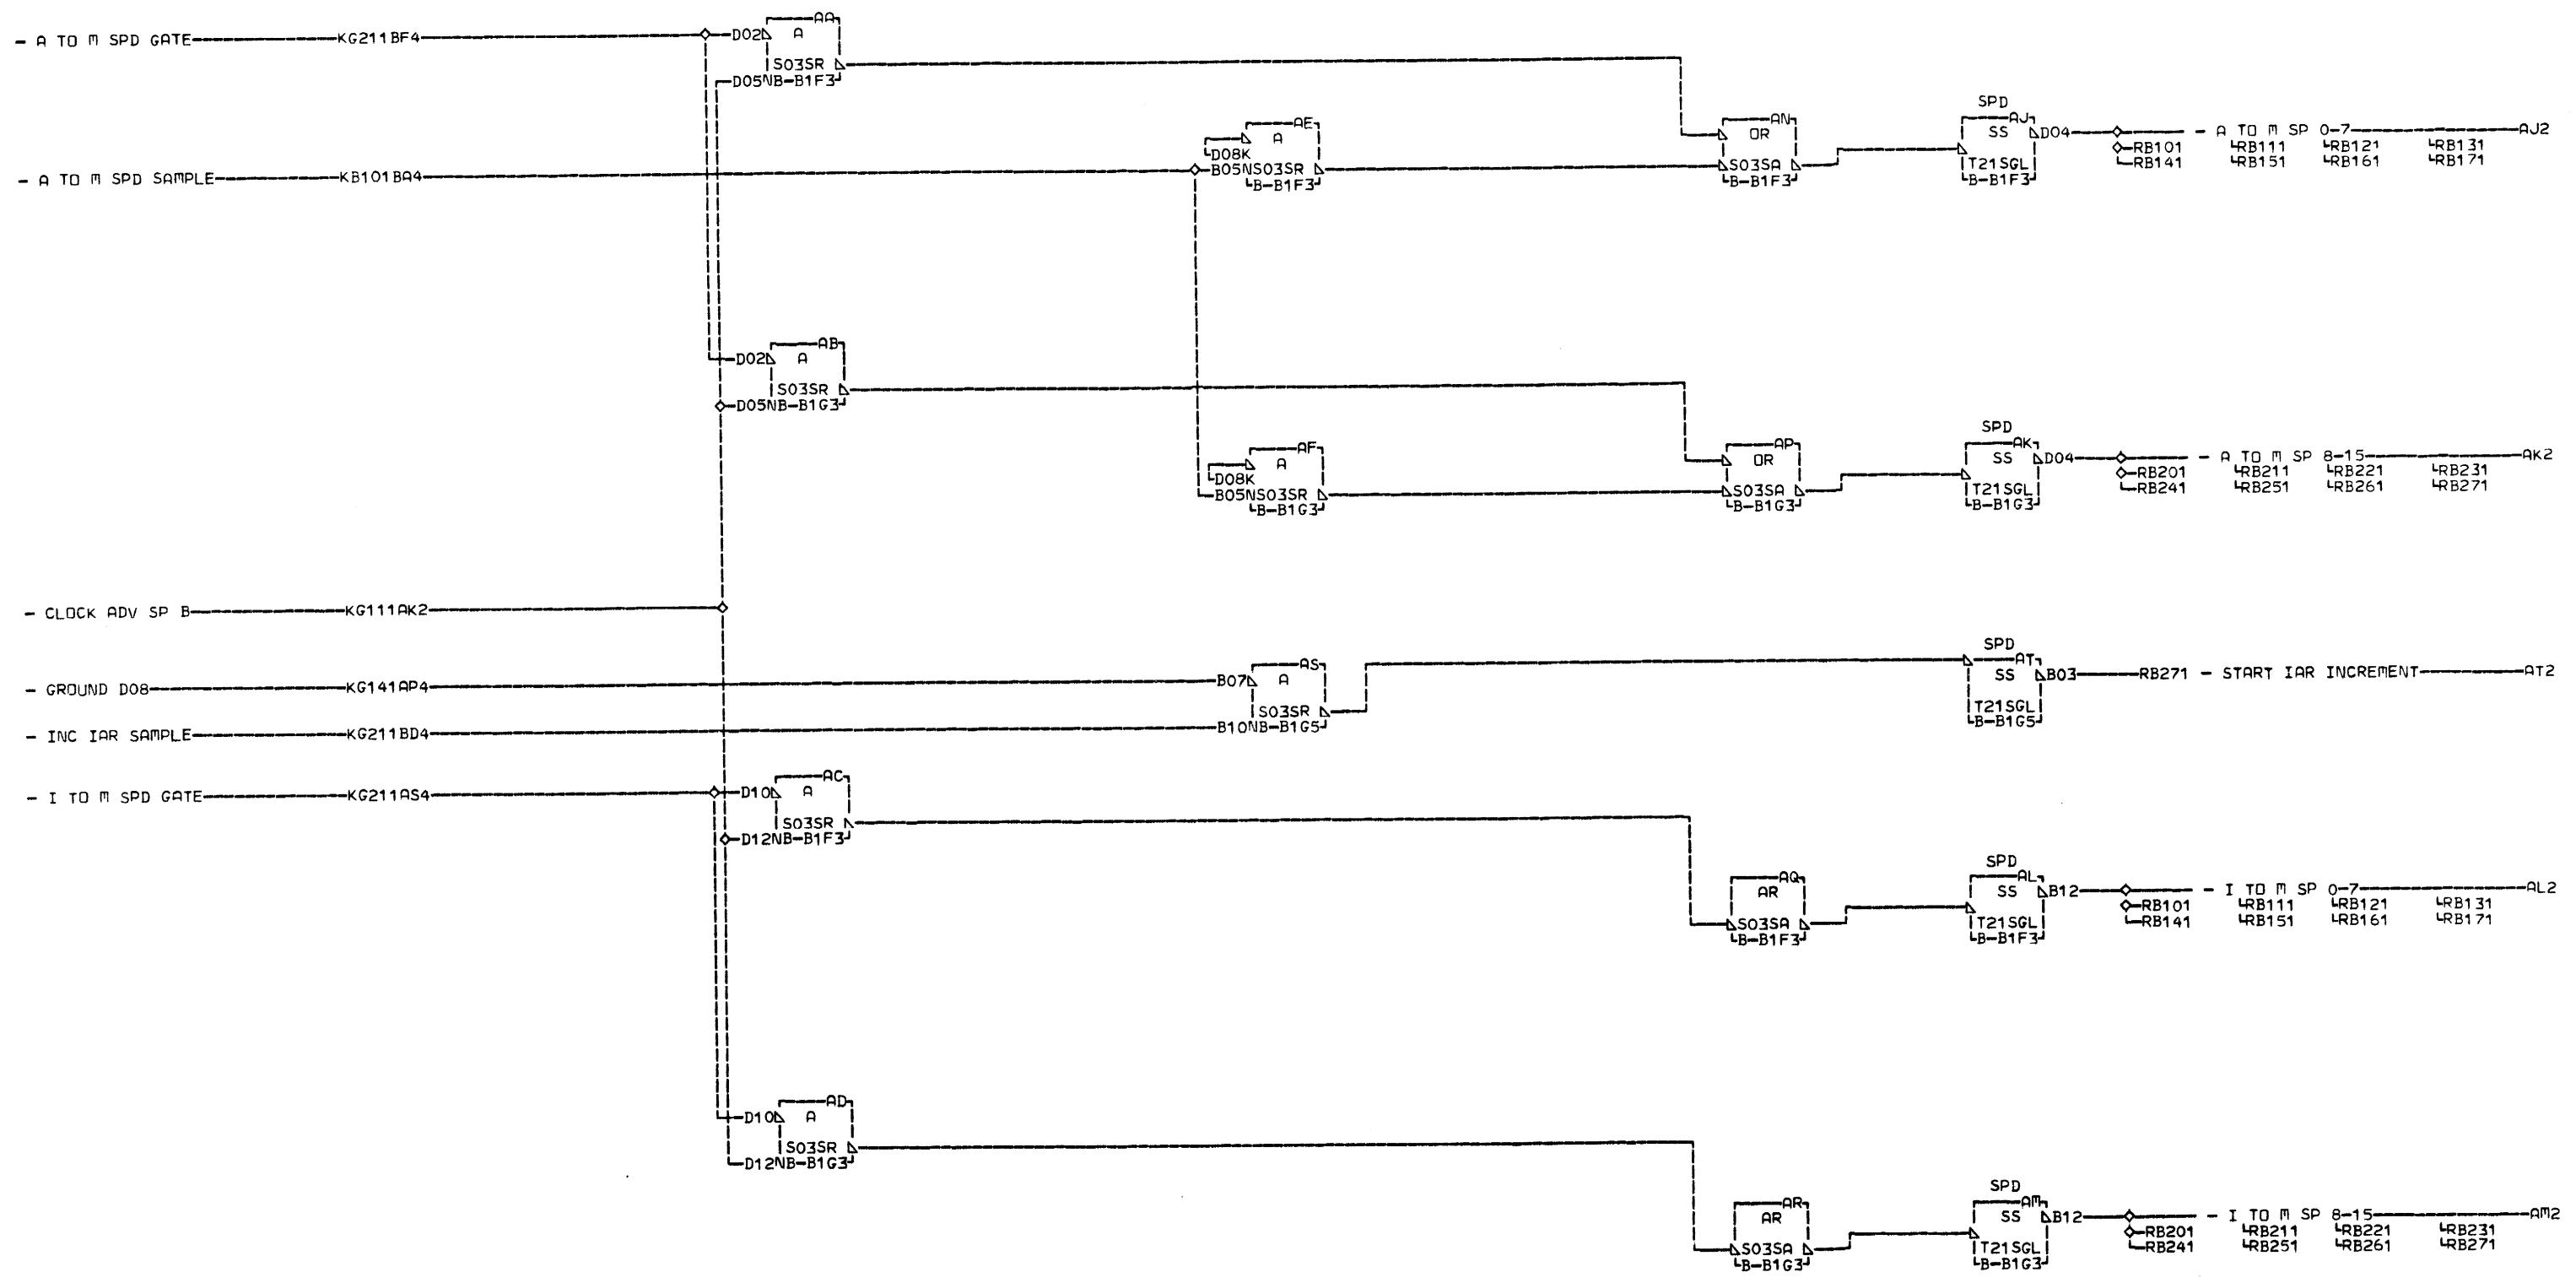 AA
- A TO M SPD GATE KG211BF4 D02 A
S03SR
D05NB-B1F3
SPD
AE AN AJ
A OR SS D04 - A TO M SP 0-7 AJ2
D08K RB101 RB111 RB121 RB131
- A TO M SPD SAMPLE KB101BA4 B05NS03SR S03SA T21SGL RB141 RB151 RB161 RB171
B-B1F3 B-B1F3 B-B1F3
AB
D02 A
S03SR
D05NB-B1G3
SPD
AF AP AK
A OR SS D04 - A TO M SP 8-15 AK2
D08K RB201 RB211 RB221 RB231
B05NS03SR S03SA T21SGL RB241 RB251 RB261 RB271
B-B1G3 B-B1G3 B-B1G3
- CLOCK ADV SP B KG111AK2
SPD
AS AT
- GROUND D08 KG141AP4 B07 A SS B03 RB271 - START IAR INCREMENT AT2
S03SR T21SGL
- INC IAR SAMPLE KG211BD4 B10NB-B1G5 B-B1G5
AC
- I TO M SPD GATE KG211AS4 D10 A
S03SR
D12NB-B1F3
SPD
AQ AL
AR SS B12 - I TO M SP 0-7 AL2
RB101 RB111 RB121 RB131
S03SA T21SGL RB141 RB151 RB161 RB171
B-B1F3 B-B1F3
AD
D10 A
S03SR
D12NB-B1G3
SPD
AR AM
AR SS B12 - I TO M SP 8-15 AM2
RB201 RB211 RB221 RB231
S03SA T21SGL RB241 RB251 RB261 RB271
B-B1G3 B-B1G3